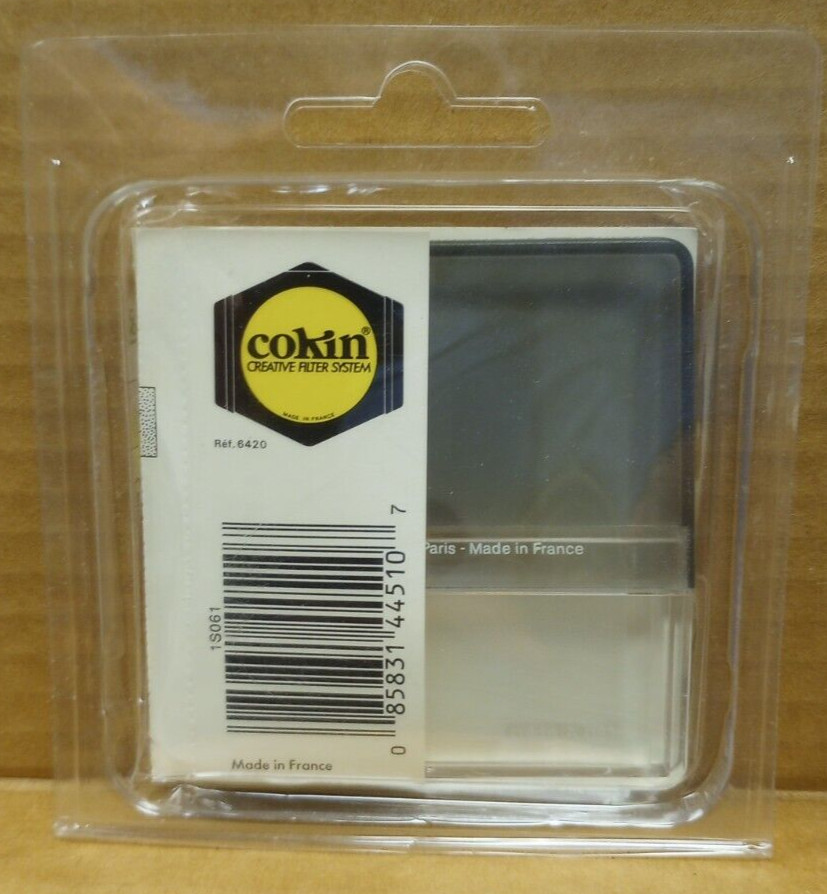 cokin®
CREATIVE FILTER SYSTEM
MADE IN FRANCE
Réf. 6420
1S061
0 85831 44510 7
Paris - Made in France
Made in France